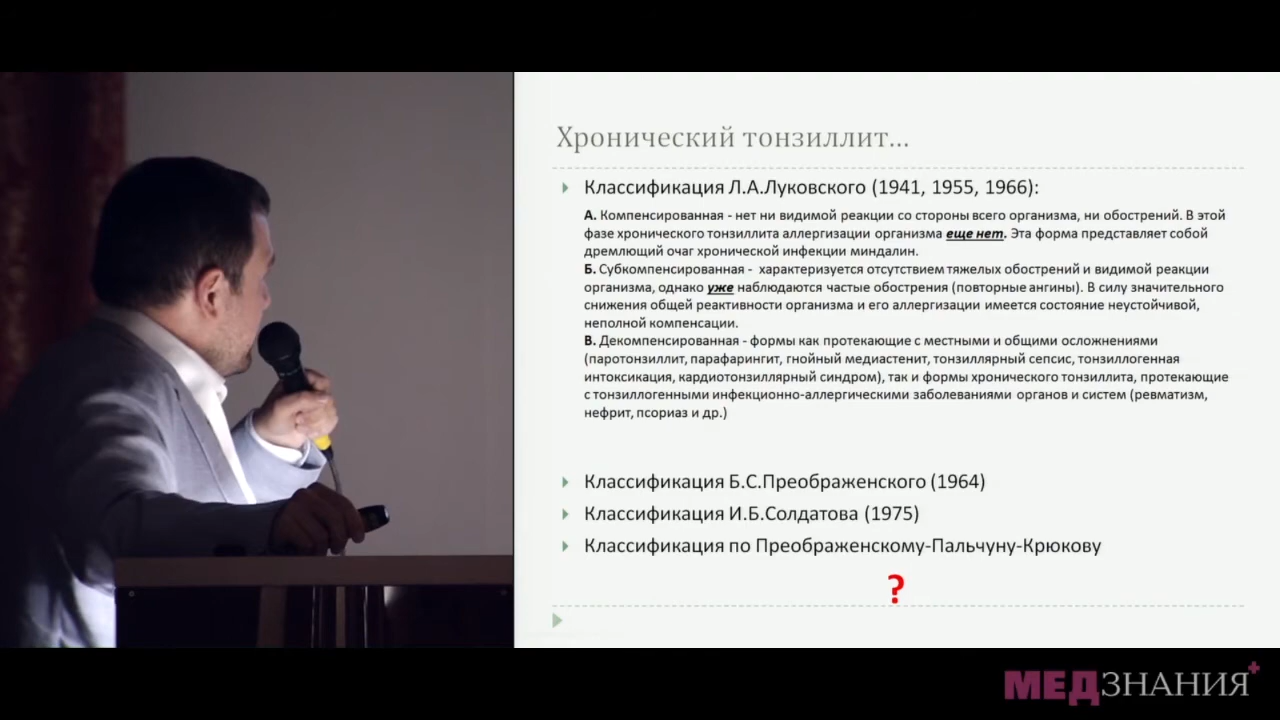 Хронический тонзиллит...
Классификация Л.А.Луковского (1941, 1955, 1966):
А. Компенсированная - нет ни видимой реакции со стороны всего организма, ни обострений. В этой
фазе хронического тонзиллита аллергизации организма еще нет. Эта форма представляет собой
дремлющий очаг хронической инфекции миндалин.
Б. Субкомпенсированная - характеризуется отсутствием тяжелых обострений и видимой реакции
организма, однако уже наблюдаются частые обострения (повторные ангины). В силу значительного
снижения общей реактивности организма и его аллергизации имеется состояние неустойчивой,
неполной компенсации.
В. Декомпенсированная - формы как протекающие с местными и общими осложнениями
(паротонзиллит, парафарингит, гнойный медиастенит, тонзиллярный сепсис, тонзиллогенная
интоксикация, кардиотонзиллярный синдром), так и формы хронического тонзиллита, протекающие
с тонзиллогенными инфекционно-аллергическими заболеваниями органов и систем (ревматизм,
нефрит, псориаз и др.)
Классификация Б.С.Преображенского (1964)
Классификация И.Б.Солдатова (1975)
Классификация по Преображенскому-Пальчуну-Крюкову
?
МЕДЗНАНИЯ+